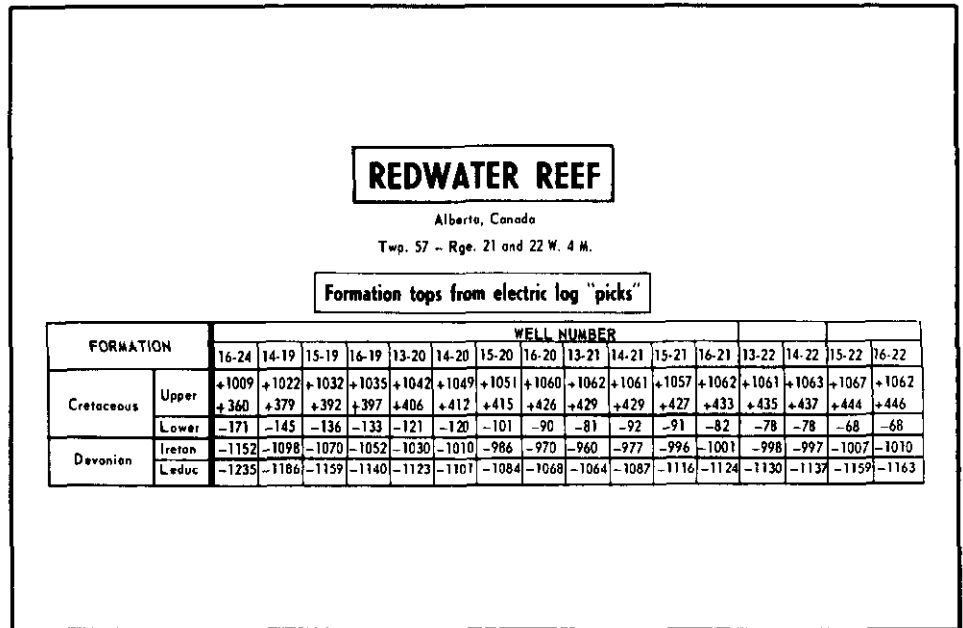 REDWATER REEF
Alberta, Canada
Twp. 57 -- Rge. 21 and 22 W. 4 M.
Formation tops from electric log "picks"
FORMATION WELL NUMBER
16-24 14-19 15-19 16-19 13-20 14-20 15-20 16-20 13-21 14-21 15-21 16-21 13-22 14-22 15-22 16-22
Cretaceous Upper +1009 +1022 +1032 +1035 +1042 +1049 +1051 +1060 +1062 +1061 +1057 +1062 +1061 +1063 +1067 +1062
+360 +379 +392 +397 +406 +412 +415 +426 +429 +429 +427 +433 +435 +437 +444 +446
Lower -171 -145 -136 -133 -121 -120 -101 -90 -81 -92 -91 -82 -78 -78 -68 -68
Devonian Ireton -1152 -1098 -1070 -1052 -1030 -1010 -986 -970 -960 -977 -996 -1001 -998 -997 -1007 -1010
Leduc -1235 -1186 -1159 -1140 -1123 -1101 -1084 -1068 -1064 -1087 -1116 -1124 -1130 -1137 -1159 -1163